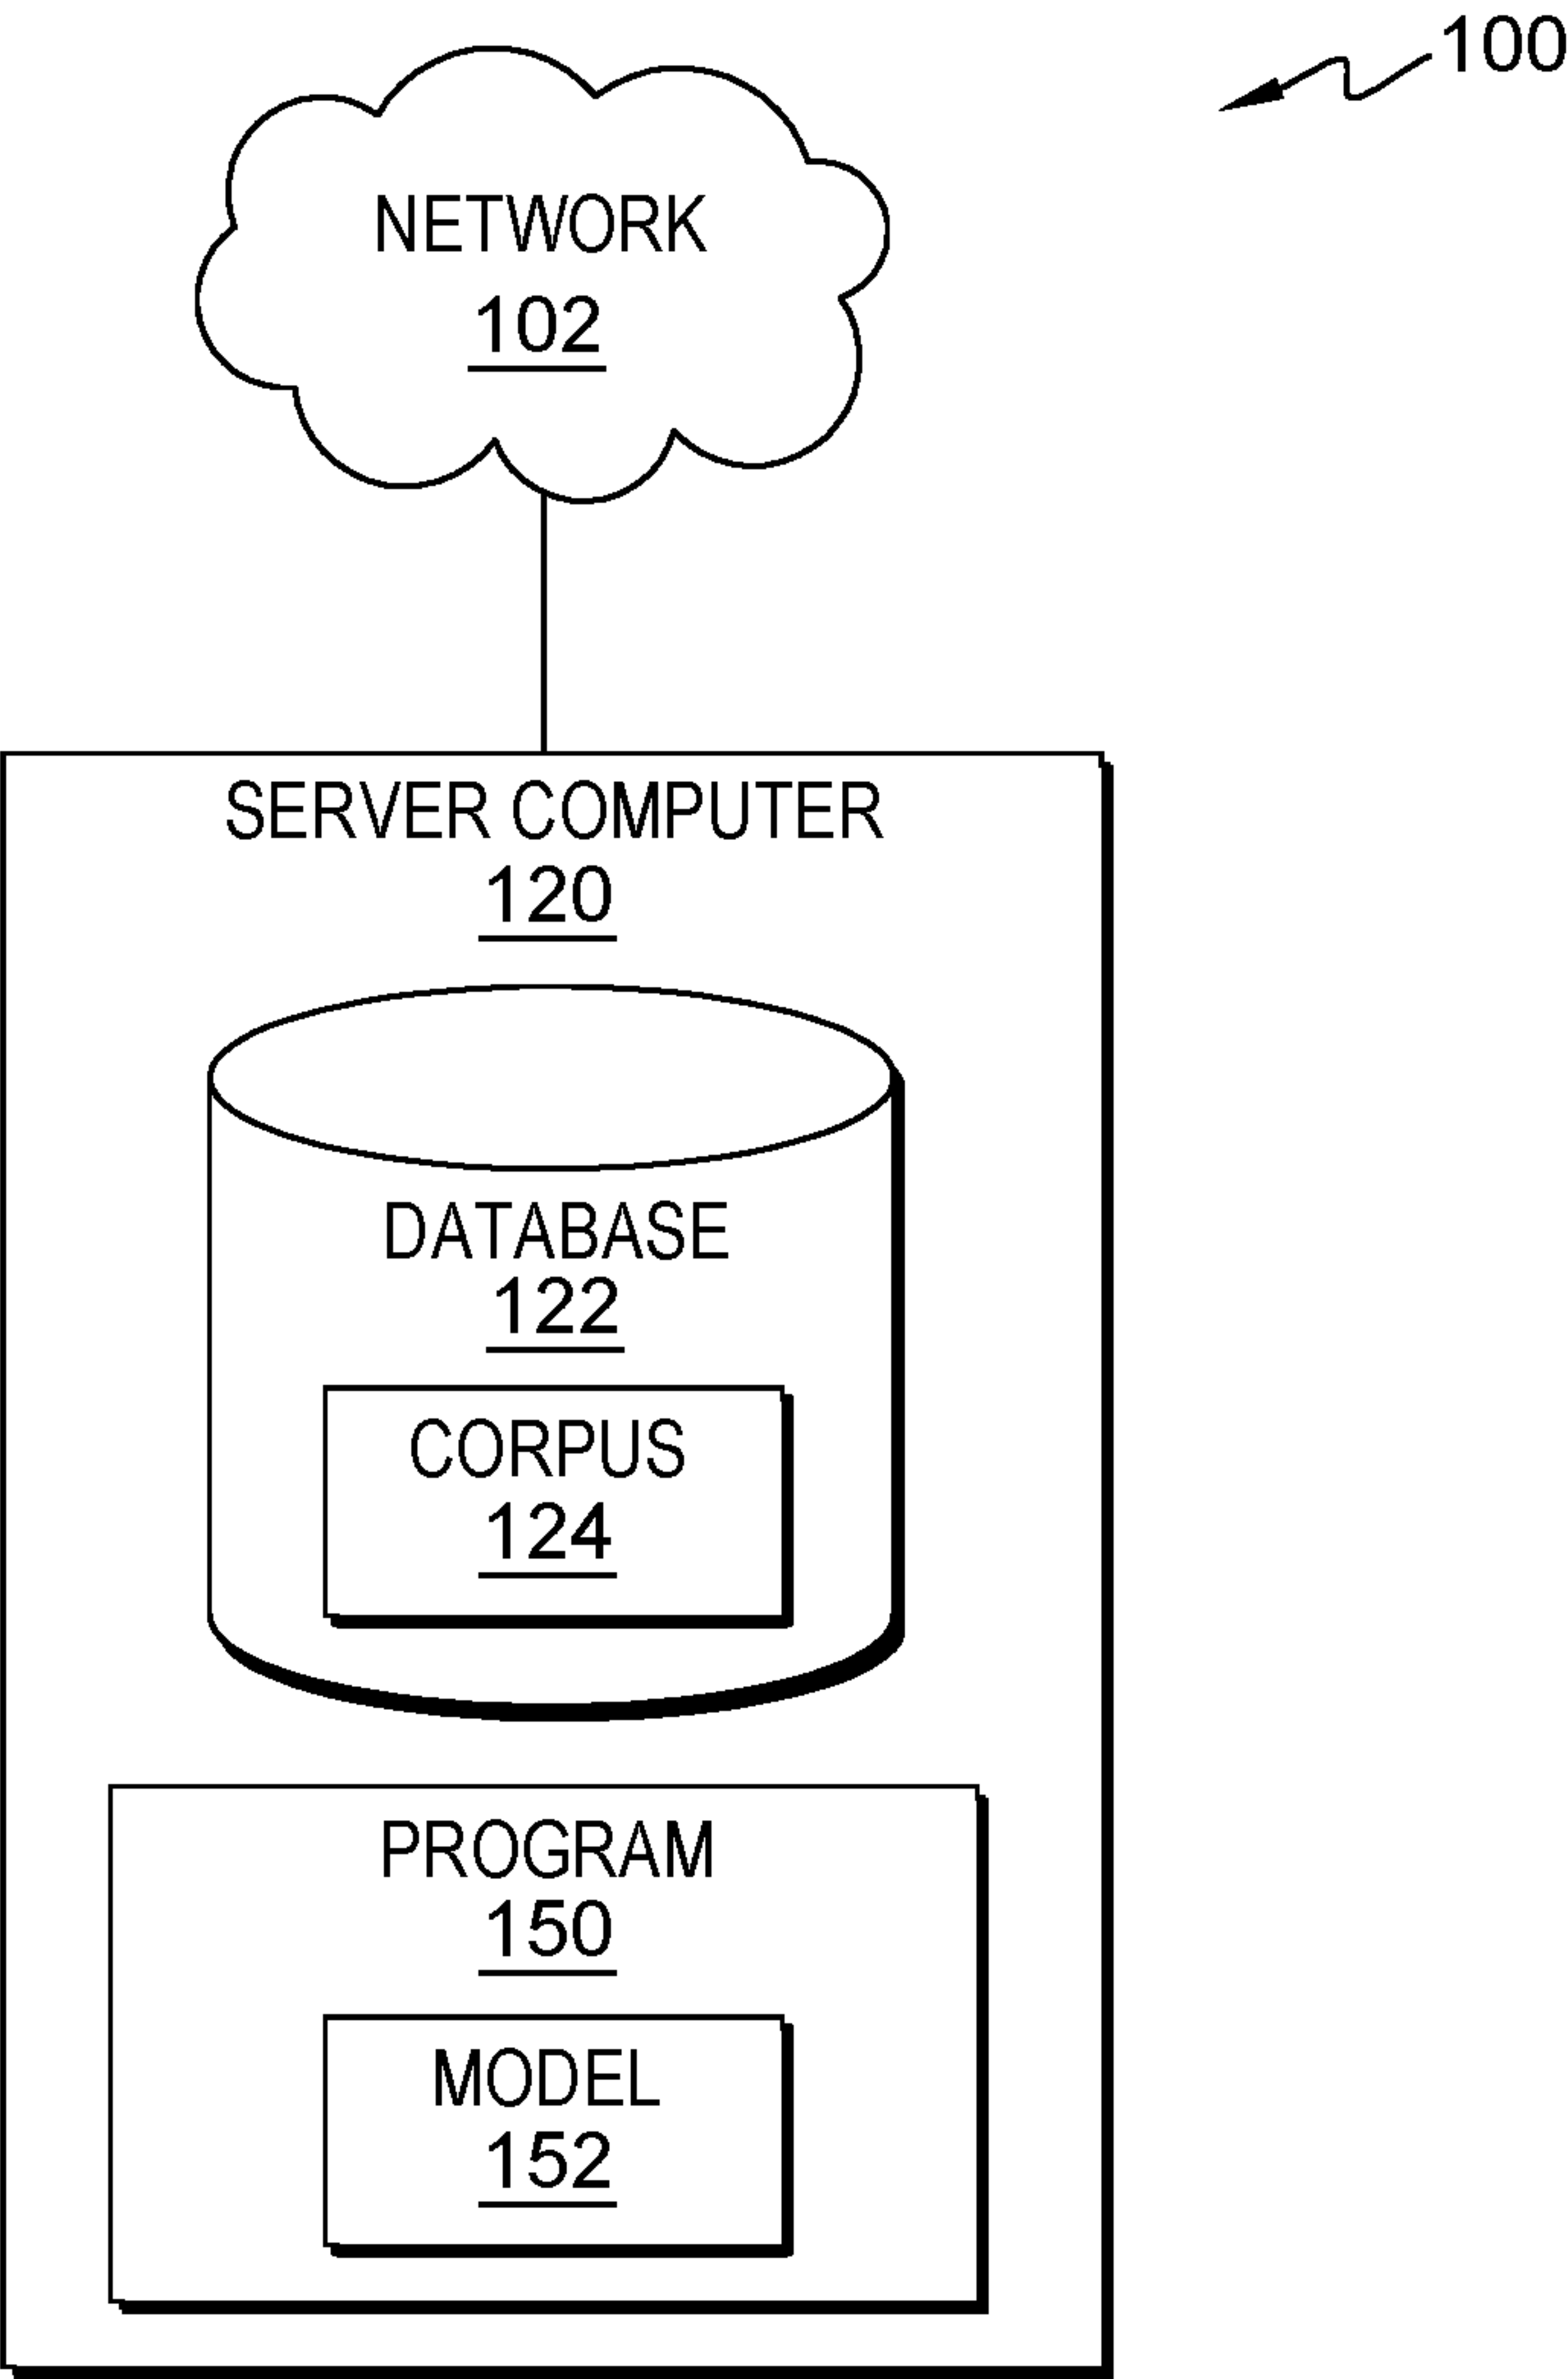 100
NETWORK
102
SERVER COMPUTER
120
DATABASE
122
CORPUS
124
PROGRAM
150
MODEL
152